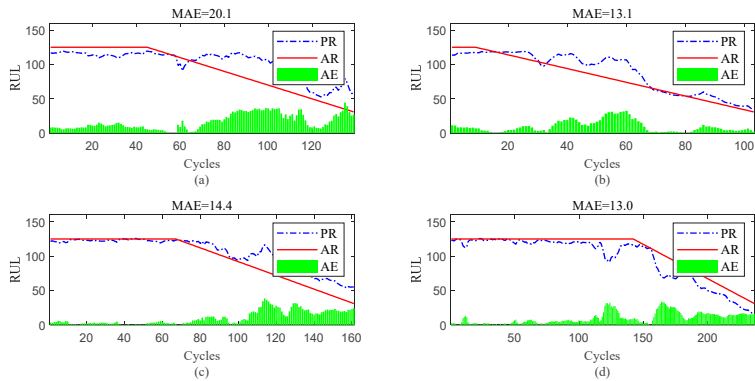 MAE=20.1
150
100
50
0
RUL
PR
AR
AE
20 40 60 80 100 120
Cycles
(a)
MAE=13.1
150
100
50
0
RUL
PR
AR
AE
20 40 60 80 100
Cycles
(b)
MAE=14.4
150
100
50
0
RUL
PR
AR
AE
20 40 60 80 100 120 140 160
Cycles
(c)
MAE=13.0
150
100
50
0
RUL
PR
AR
AE
50 100 150 200
Cycles
(d)